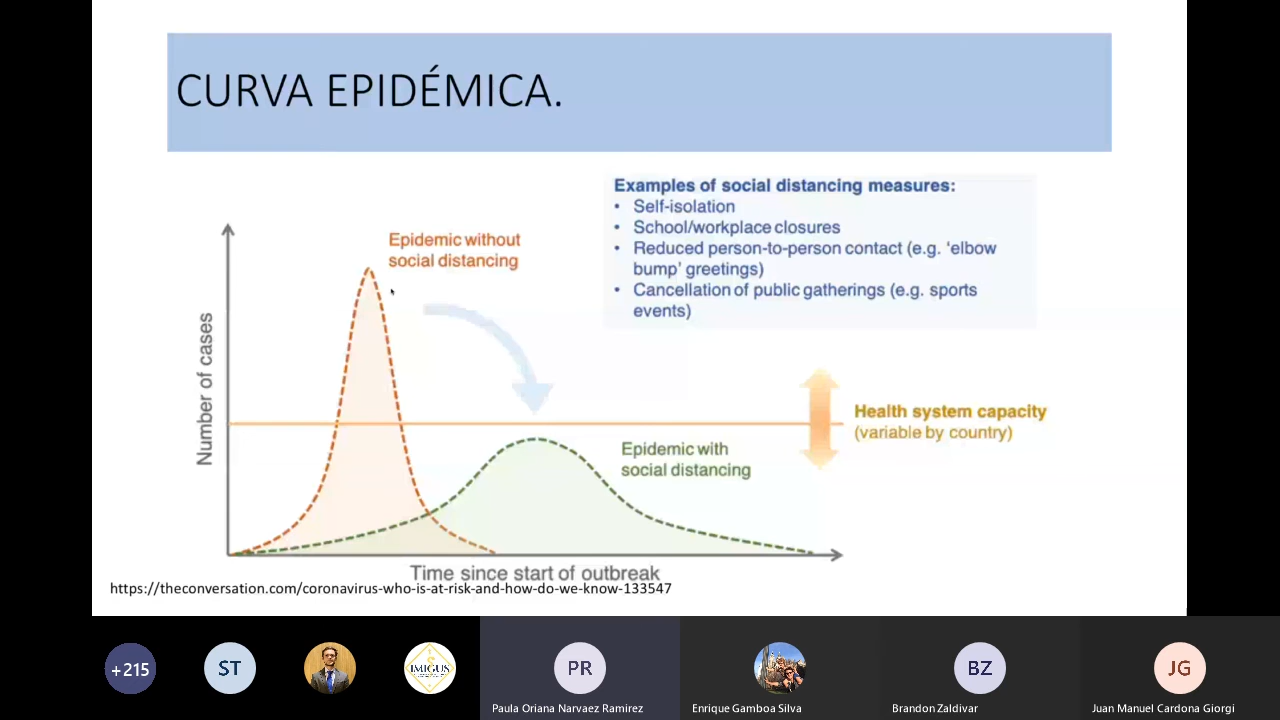 CURVA EPIDÉMICA.
Examples of social distancing measures:
• Self-isolation
• School/workplace closures
• Reduced person-to-person contact (e.g. ‘elbow
bump’ greetings)
• Cancellation of public gatherings (e.g. sports
events)
Epidemic without
social distancing
Number of cases
Health system capacity
(variable by country)
Epidemic with
social distancing
Time since start of outbreak
https://theconversation.com/coronavirus-who-is-at-risk-and-how-do-we-know-133547
+215
ST
IMIGUS
PR
BZ
JG
Paula Oriana Narvaez Ramirez
Enrique Gamboa Silva
Brandon Zaldivar
Juan Manuel Cardona Giorgi